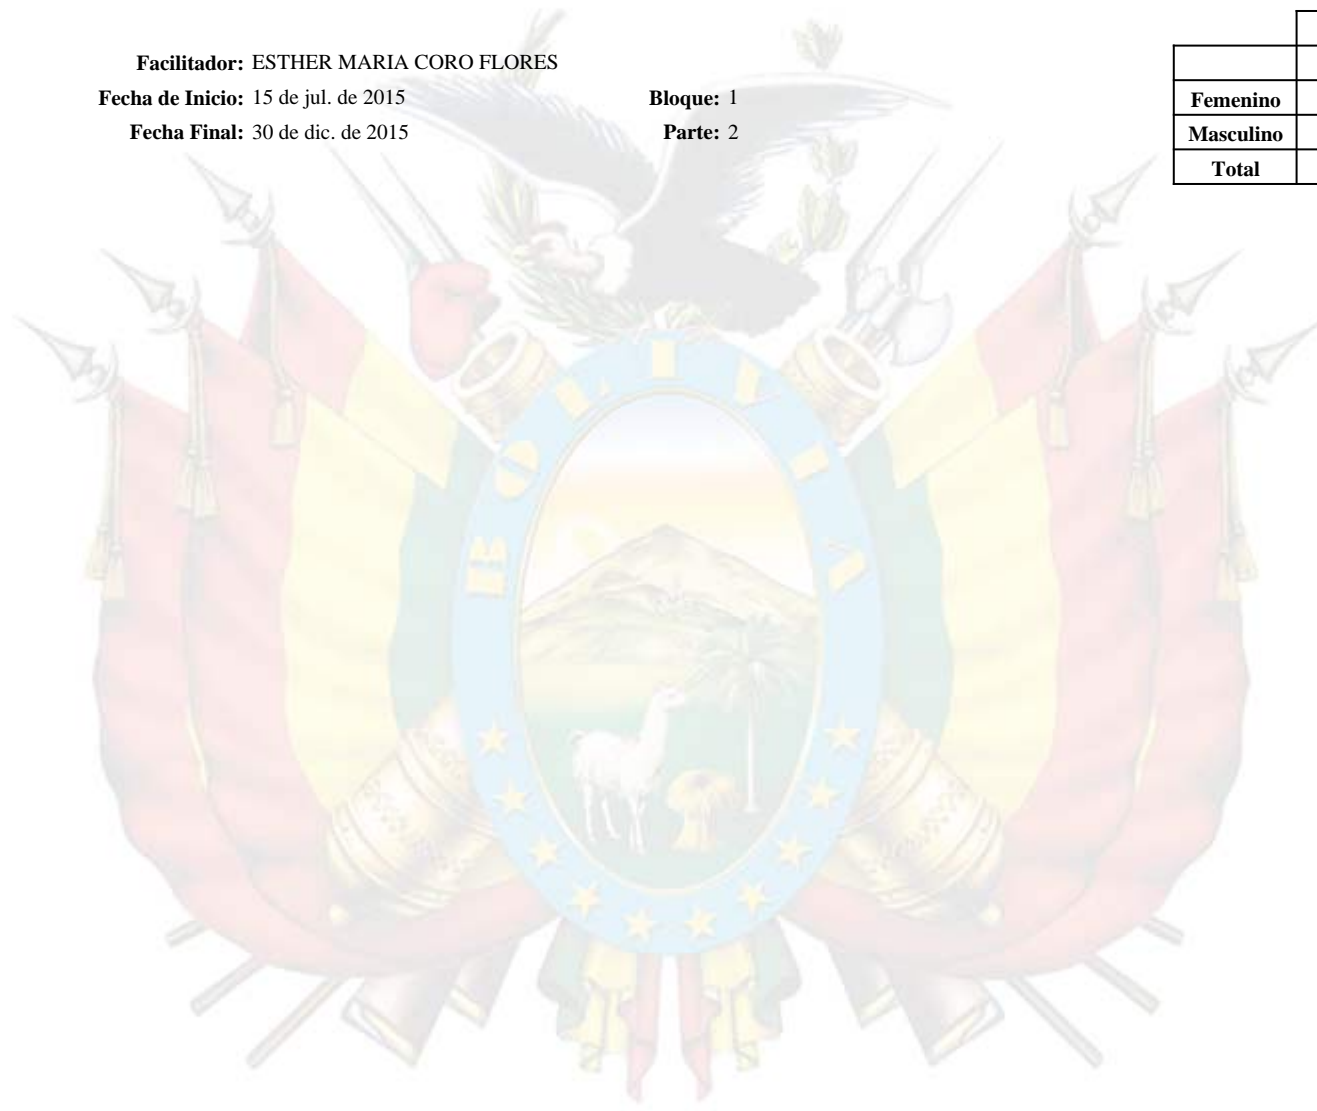 Facilitador: ESTHER MARIA CORO FLORES
Fecha de Inicio: 15 de jul. de 2015 Bloque: 1
Fecha Final: 30 de dic. de 2015 Parte: 2
Femenino
Masculino
Total
BOLIVIA